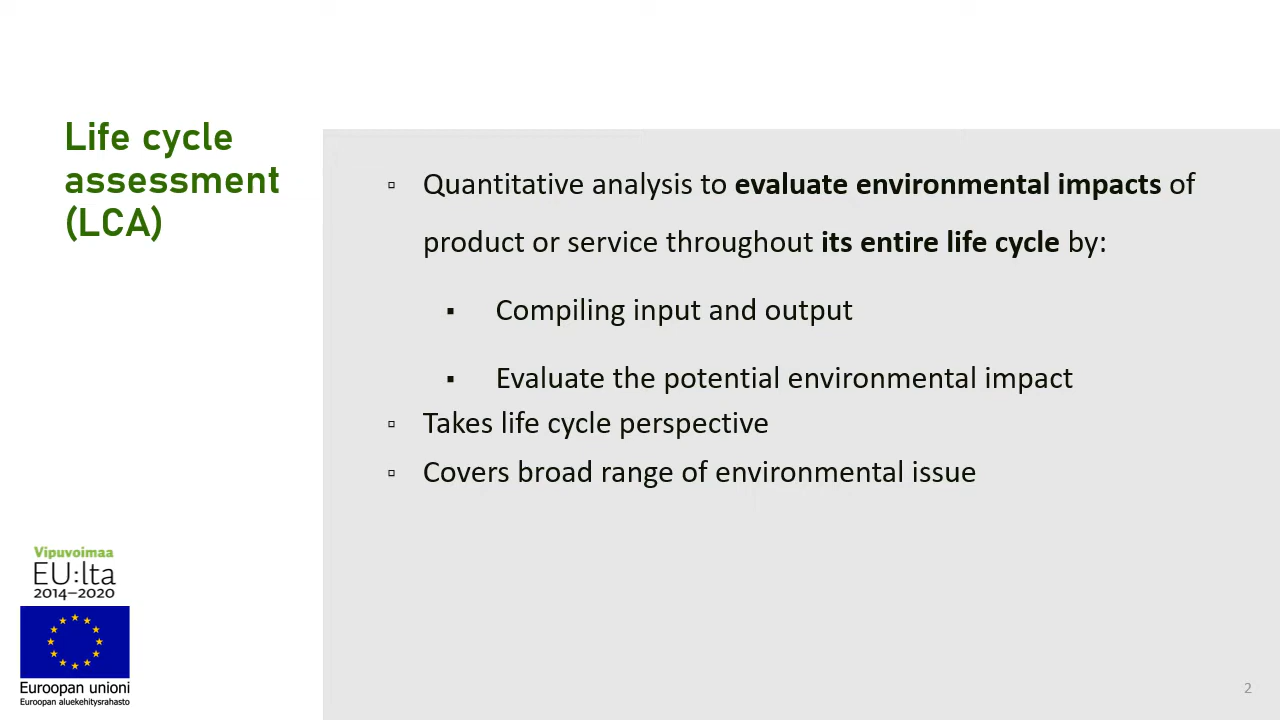 Life cycle
assessment
(LCA)
▫ Quantitative analysis to evaluate environmental impacts of
product or service throughout its entire life cycle by:
▪ Compiling input and output
▪ Evaluate the potential environmental impact
▫ Takes life cycle perspective
▫ Covers broad range of environmental issue
Vipuvoimaa
EU:lta
2014–2020
Euroopan unioni
Euroopan aluekehitysrahasto
2